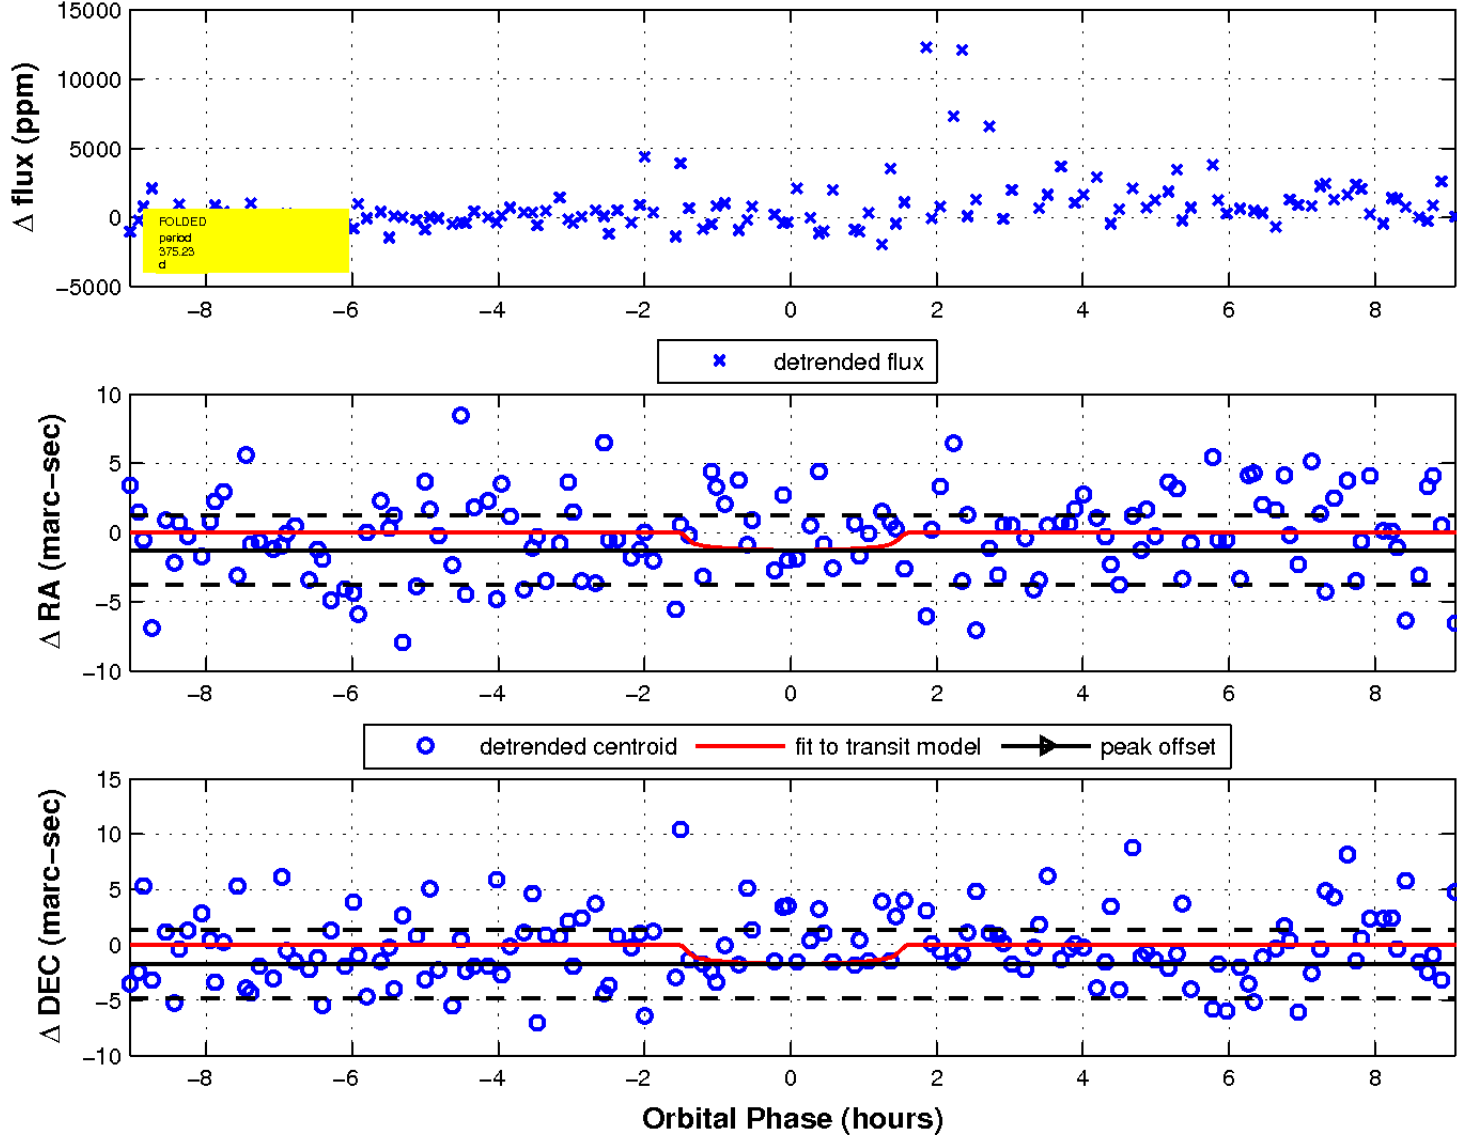 Δ flux (ppm)
15000
10000
5000
0
−5000
FOLDED
period
375.23
d
−8 −6 −4 −2 0 2 4 6 8
detrended flux
Δ RA (marc−sec)
10
5
0
−5
−10
−8 −6 −4 −2 0 2 4 6 8
detrended centroid fit to transit model peak offset
Δ DEC (marc−sec)
15
10
5
0
−5
−10
−8 −6 −4 −2 0 2 4 6 8
Orbital Phase (hours)